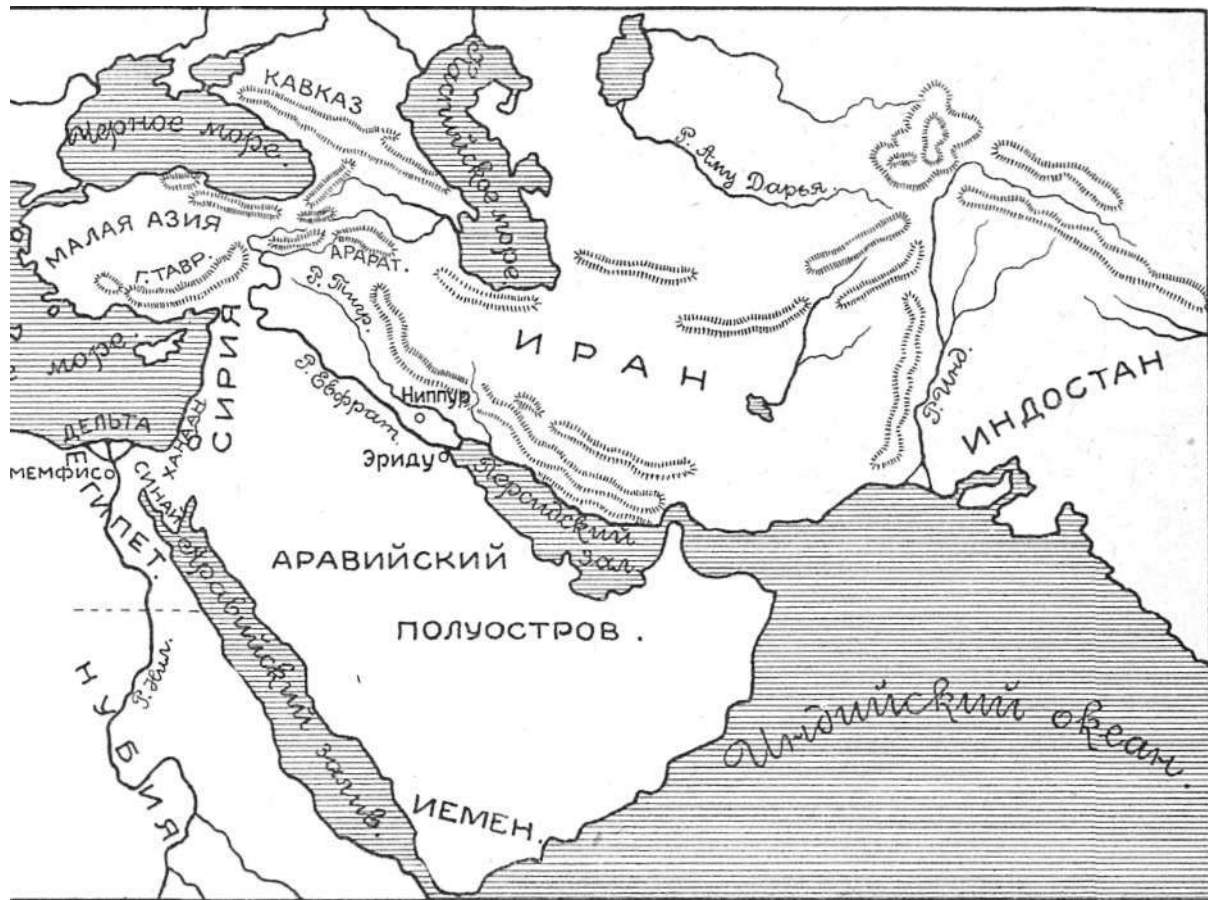 КАВКАЗ
Каспийское море.
Черное море.
Р. Аму Дарья.
МАЛАЯ АЗИЯ
АРАРАТ.
Г. ТАВР.
Р. Тигр.
СИРИЯ
ИРАН
море.
Р. Евфрат.
Ниппур
Р. Инд.
ИНДОСТАН
ХАНААН
ДЕЛЬТА
ЭРИДУ
МЕМФИС
СИНАЙ
ЕГИПЕТ.
Персидский
зал.
АРАВИЙСКИЙ
ПОЛУОСТРОВ.
Аравийский залив.
Р. Нил.
НУБИЯ
Индийский океан.
ИЕМЕН.